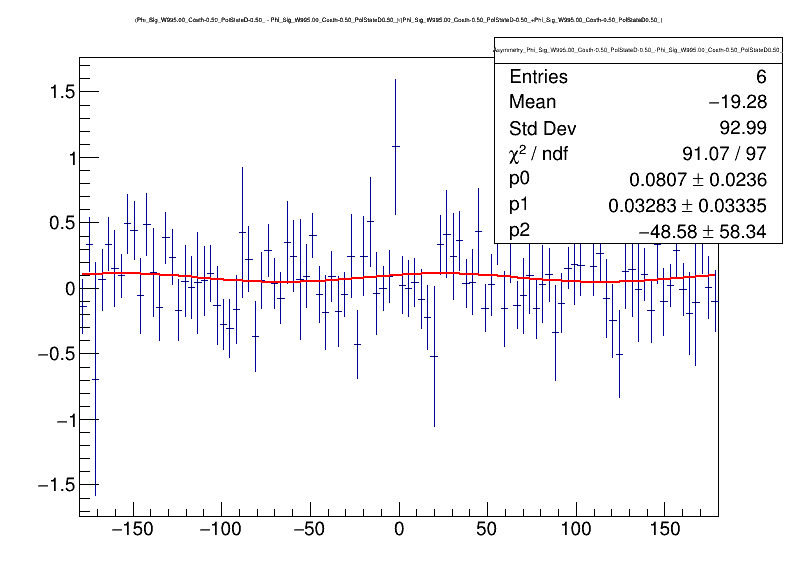 (Phi_Sig_W995.00_Costh-0.50_PolStateD-0.50_ - Phi_Sig_W995.00_Costh-0.50_PolStateD0.50_)/(Phi_Sig_W995.00_Costh-0.50_PolStateD-0.50_+Phi_Sig_W995.00_Costh-0.50_PolStateD0.50_)
Asymmetry_Phi_Sig_W995.00_Costh-0.50_PolStateD-0.50_-Phi_Sig_W995.00_Costh-0.50_PolStateD0.50_
Entries 6
Mean −19.28
Std Dev 92.99
χ² / ndf 91.07 / 97
p0 0.0807 ± 0.0236
p1 0.03283 ± 0.03335
p2 −48.58 ± 58.34
1.5
1
0.5
0
−0.5
−1
−1.5
−150 −100 −50 0 50 100 150